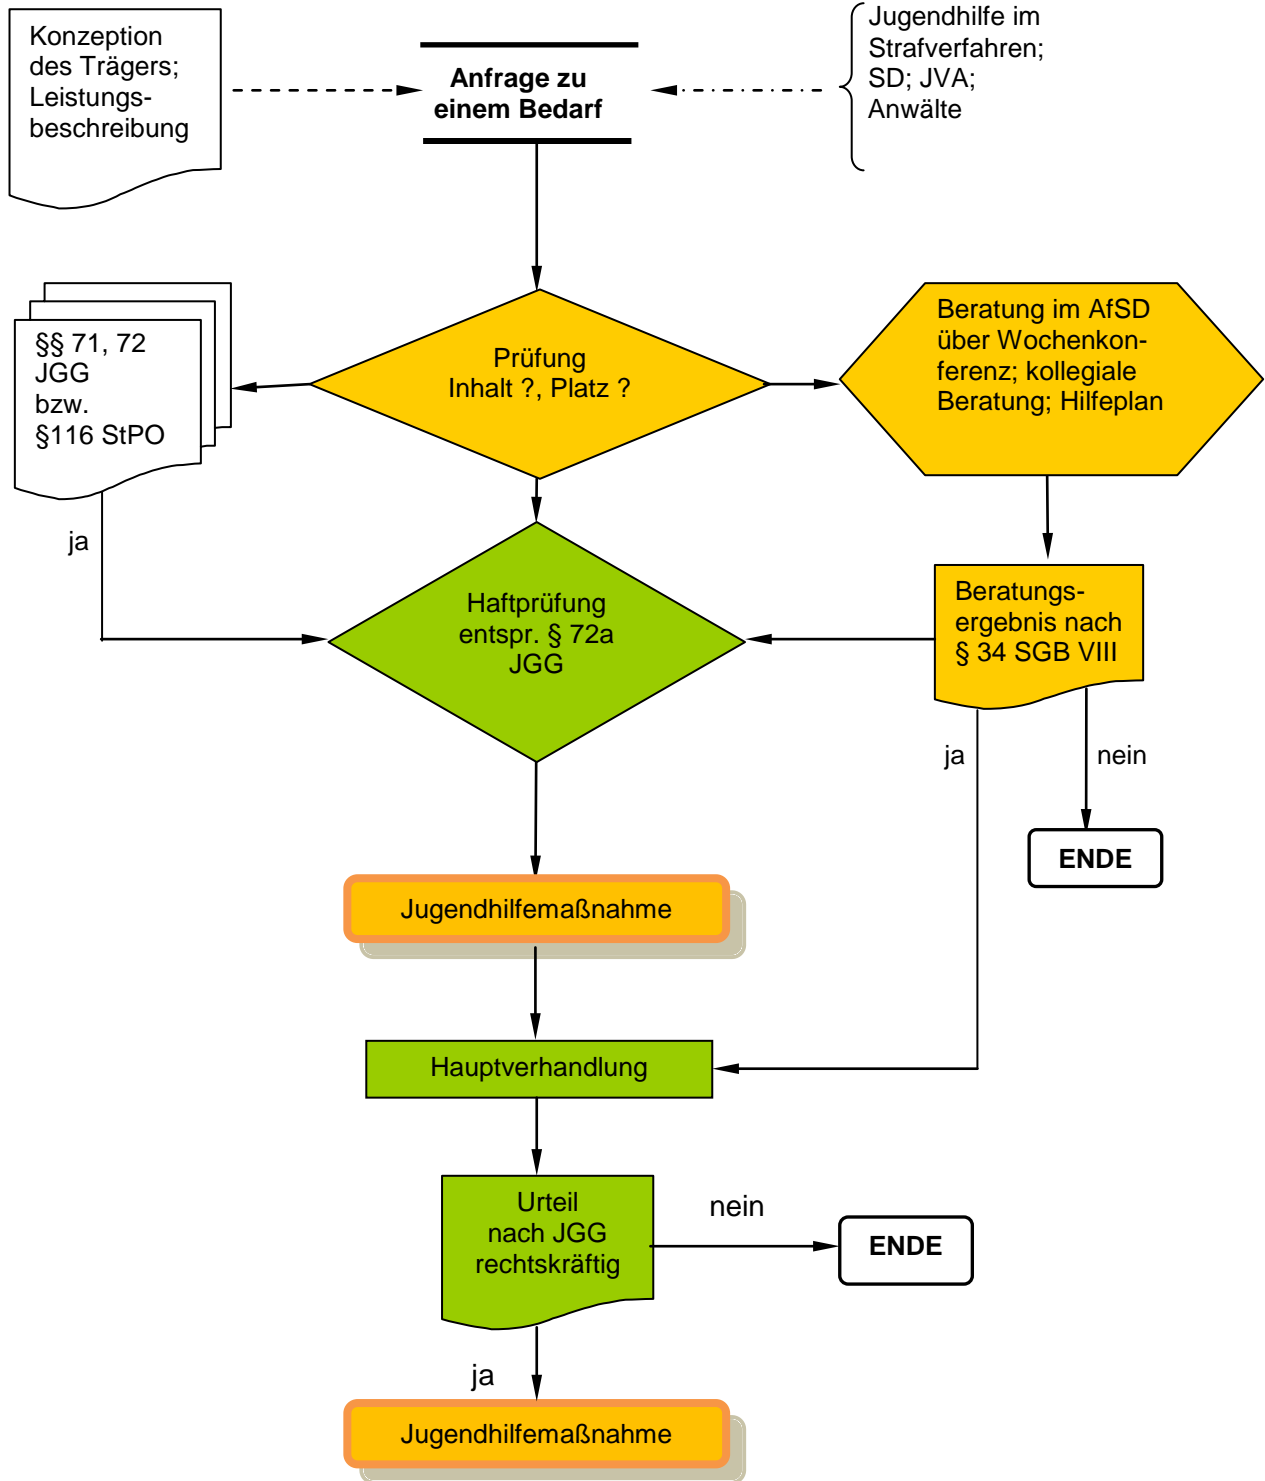 Konzeption
des Trägers;
Leistungs-
beschreibung
Anfrage zu
einem Bedarf
Jugendhilfe im
Strafverfahren;
SD; JVA;
Anwälte
§§ 71, 72
JGG
bzw.
§116 StPO
Prüfung
Inhalt ?, Platz ?
Beratung im AfSD
über Wochenkon-
ferenz; kollegiale
Beratung; Hilfeplan
ja
Haftprüfung
entspr. § 72a
JGG
Beratungs-
ergebnis nach
§ 34 SGB VIII
ja
nein
ENDE
Jugendhilfemaßnahme
Hauptverhandlung
Urteil
nach JGG
rechtskräftig
nein
ENDE
ja
Jugendhilfemaßnahme